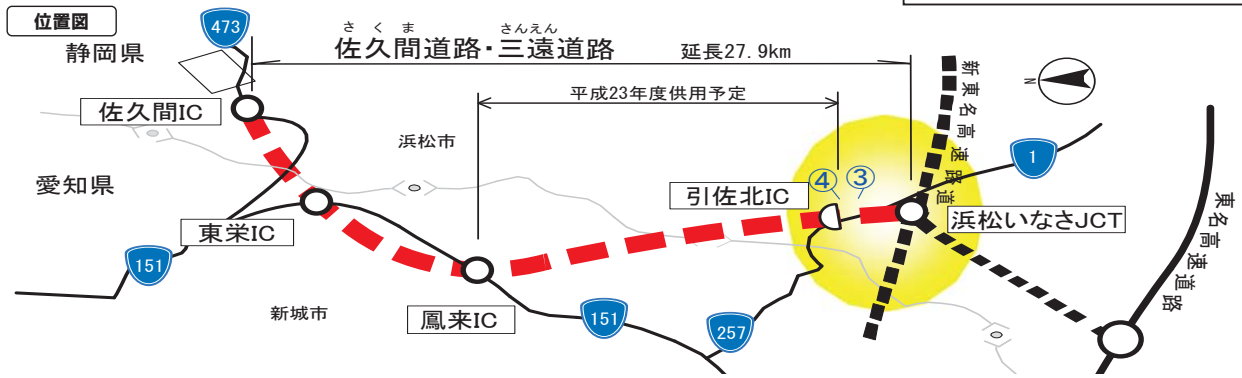 位置図
473
静岡県
さくま
さんえん
佐久間道路・三遠道路
延長27.9km
平成23年度供用予定
佐久間IC
浜松市
新東名高速道路
N
1
愛知県
引佐北IC
④
③
浜松いなさJCT
東栄IC
151
東名高速道路
新城市
鳳来IC
151
257